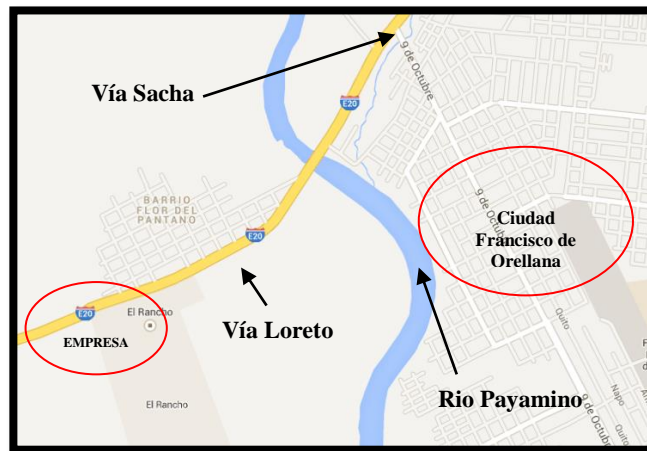 9 de Octubre
Vía Sacha
E20
BARRIO
FLOR DEL
PANTANO
9 de Octubre
Ciudad
Francisco de
Orellana
E20
E20
El Rancho
EMPRESA
Vía Loreto
Quito
El Rancho
Rio Payamino
9 de Octubre
Napo
Quito